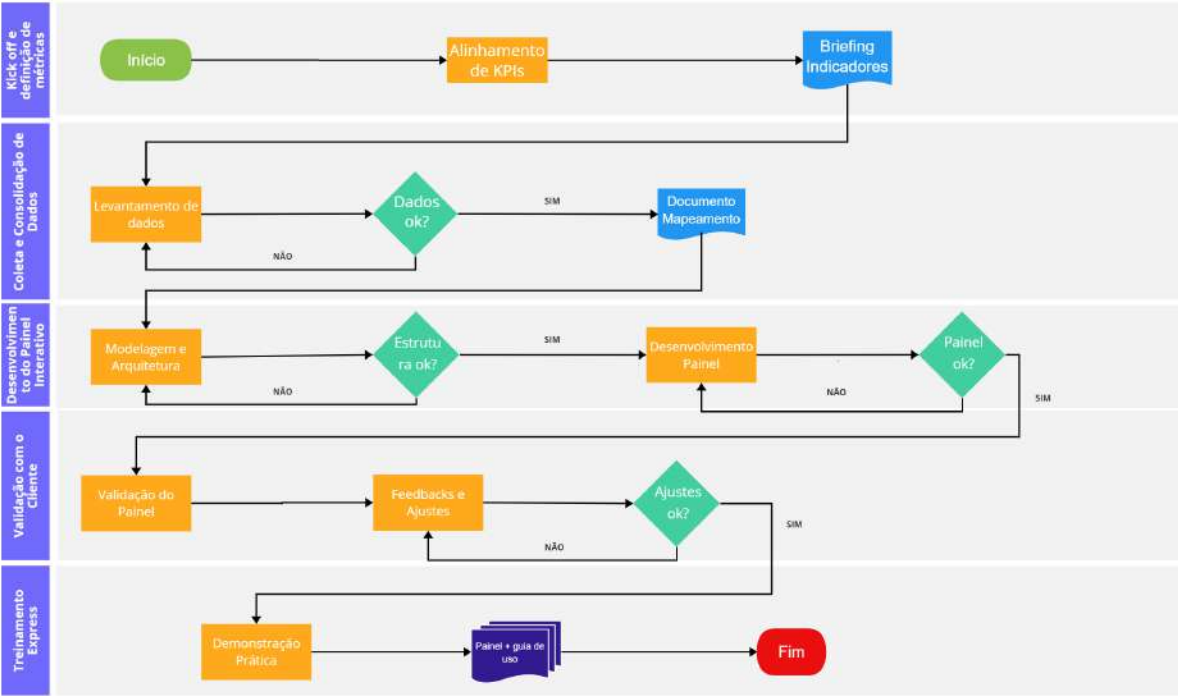 Kick off e
definição de
métricas
Início
Alinhamento
de KPIs
Briefing
Indicadores
Coleta e Consolidação de
Dados
Levantamento de
dados
Dados
ok?
SIM
NÃO
Documento
Mapeamento
Desenvolvimen
to do Painel
Interativo
Modelagem e
Arquitetura
Estrutu
ra ok?
SIM
NÃO
Desenvolvimento
Painel
Painel
ok?
NÃO
SIM
Validação com o
Cliente
Validação do
Painel
Feedbacks e
Ajustes
Ajustes
ok?
NÃO
SIM
Treinamento
Express
Demonstração
Prática
Painel + guia de
uso
Fim